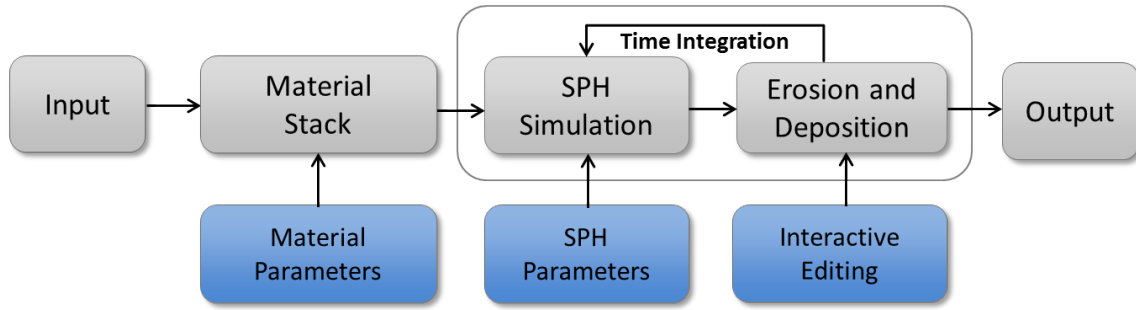 Time Integration
Input
Material
Stack
SPH
Simulation
Erosion and
Deposition
Output
Material
Parameters
SPH
Parameters
Interactive
Editing